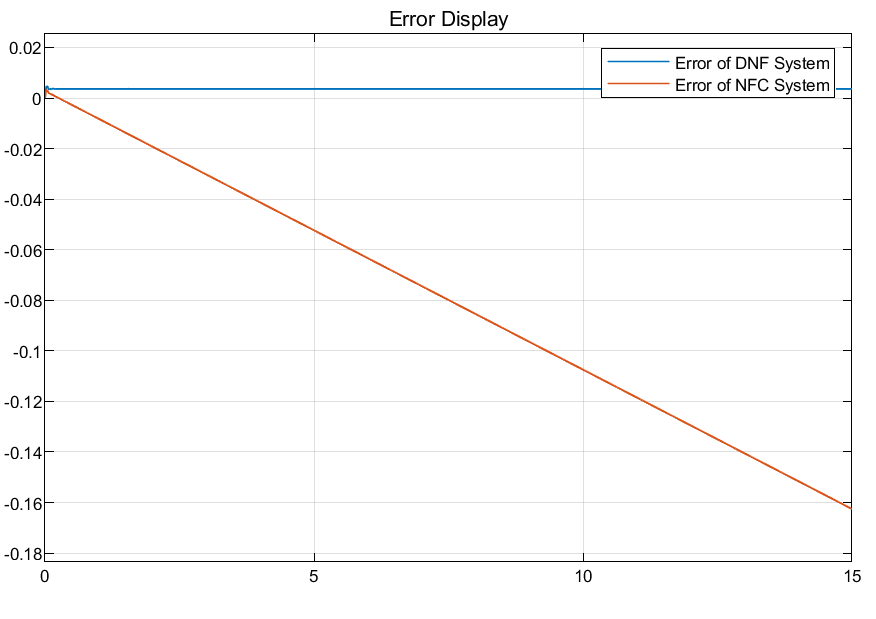 Error Display
Error of DNF System
Error of NFC System
0.02
0
-0.02
-0.04
-0.06
-0.08
-0.1
-0.12
-0.14
-0.16
-0.18
0 5 10 15